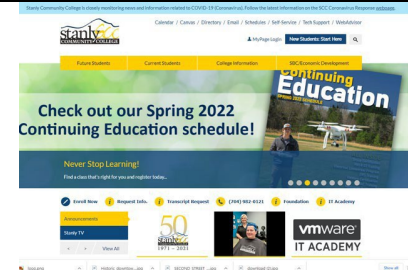 Stanly Community College is closely monitoring news and information related to COVID-19 (Coronavirus). Follow the latest information on the SCC Coronavirus Response webpage.
Calendar / Canvas / Directory / Email / Schedules / Self-Service / Tech Support / WebAdvisor
stanly
COMMUNITY COLLEGE
MyPage Login
New Students: Start Here
Future Students
Current Students
College Information
SBC/Economic Development
Continuing
Education
SPRING 2022 SCHEDULE
Check out our Spring 2022
Continuing Education schedule!
Never Stop Learning!
Find a class that's right for you and register today...
Enroll Now
Request Info.
Transcript Request
(704) 982-0121
Foundation
IT Academy
Announcements
Stanly TV
< > View All
50
1971 - 2021
vmware
IT ACADEMY
Show all